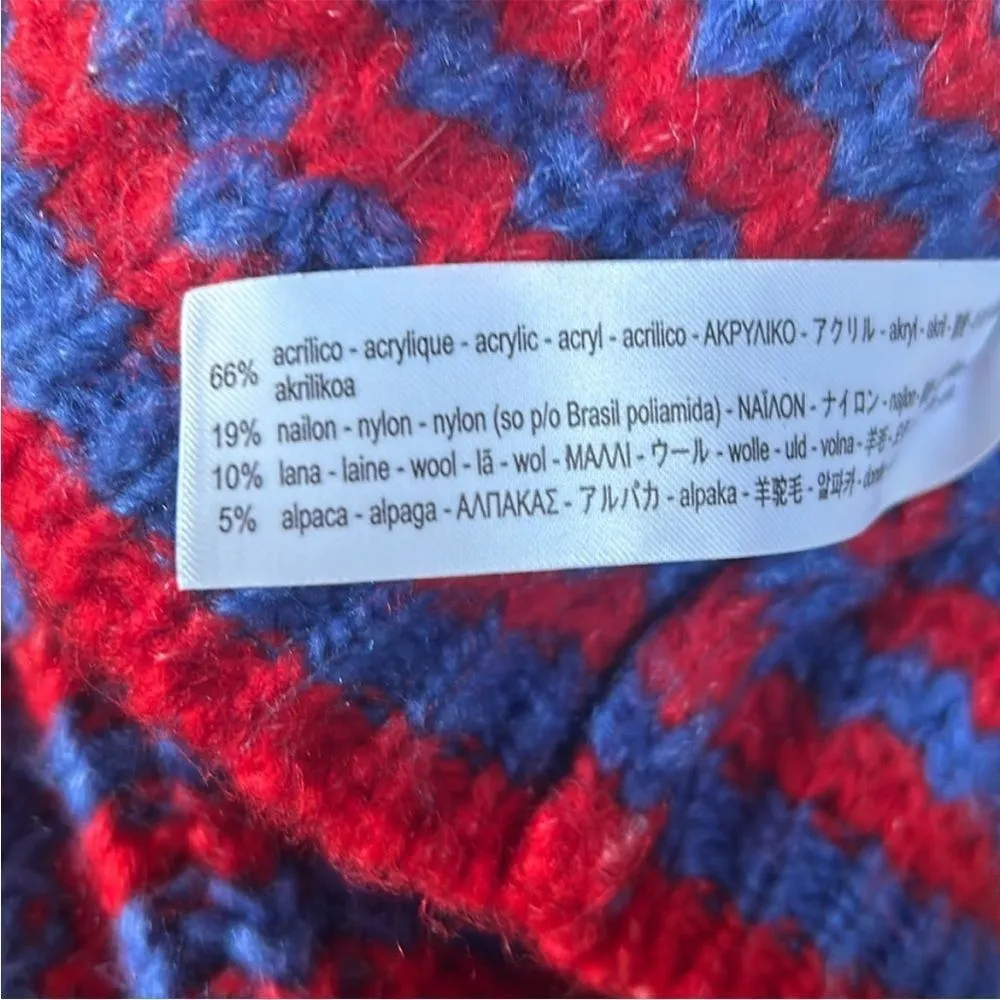 66% acrilico - acrylique - acrylic - acryl - acrilico - ΑΚΡΥΛΙΚΟ - アクリル - akryl - akril -
akrilikoa
19% nailon - nylon - nylon (so p/o Brasil poliamida) - ΝΑΪΛΟΝ - ナイロン - najlon -
10% lana - laine - wool - lã - wol - ΜΑΛΛΙ - ウール - wolle - uld - volna - 羊毛 -
5% alpaca - alpaga - ΑΛΠΑΚΑΣ - アルパカ - alpaka - 羊驼毛 - 알파카 -